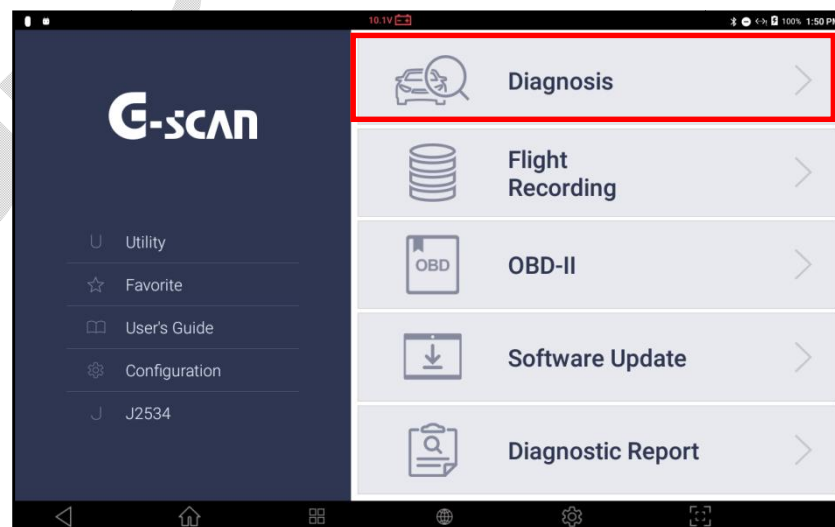 10.1V
100% 1:50 PM
G-scan
Utility
Favorite
User's Guide
Configuration
J2534
Diagnosis
Flight
Recording
OBD
OBD-II
Software Update
Diagnostic Report